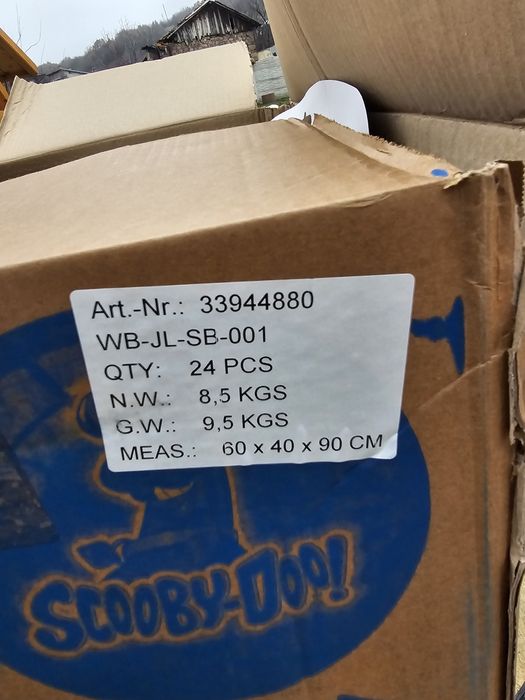 Art.-Nr.: 33944880
WB-JL-SB-001
QTY: 24 PCS
N.W.: 8,5 KGS
G.W.: 9,5 KGS
MEAS.: 60 x 40 x 90 CM
SCOOBY-DOO!